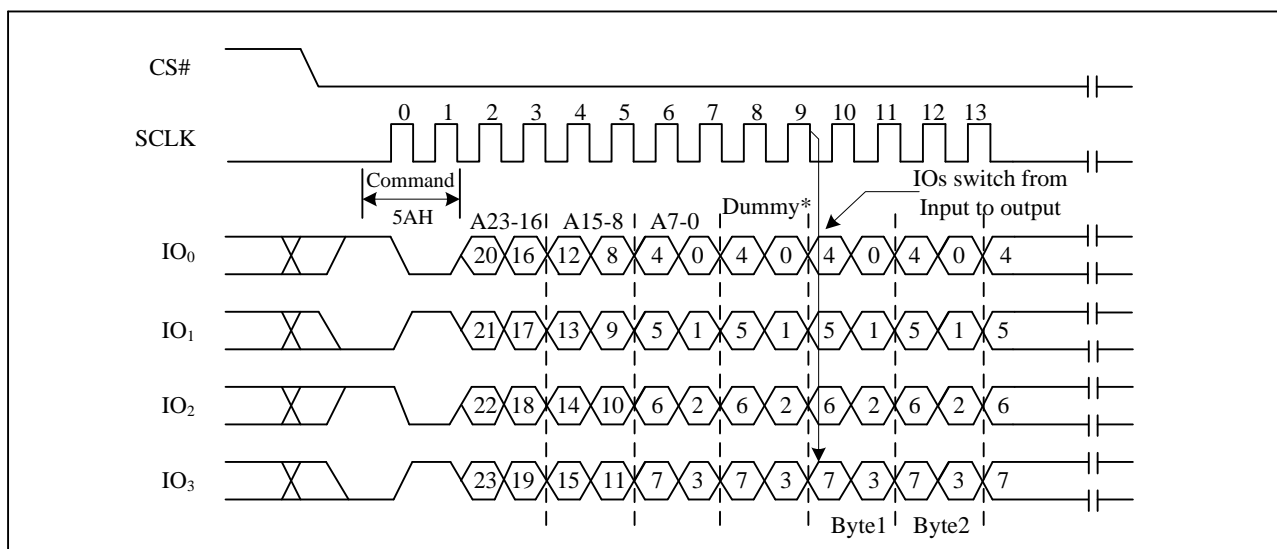 CS#
0 1 2 3 4 5 6 7 8 9 10 11 12 13
SCLK
Command
5AH
IOs switch from
Input to output
Dummy*
A23-16 A15-8 A7-0
IO0 20 16 12 8 4 0 4 0 4 0 4 0 4
IO1 21 17 13 9 5 1 5 1 5 1 5 1 5
IO2 22 18 14 10 6 2 6 2 6 2 6 2 6
IO3 23 19 15 11 7 3 7 3 7 3 7 3 7
Byte1 Byte2